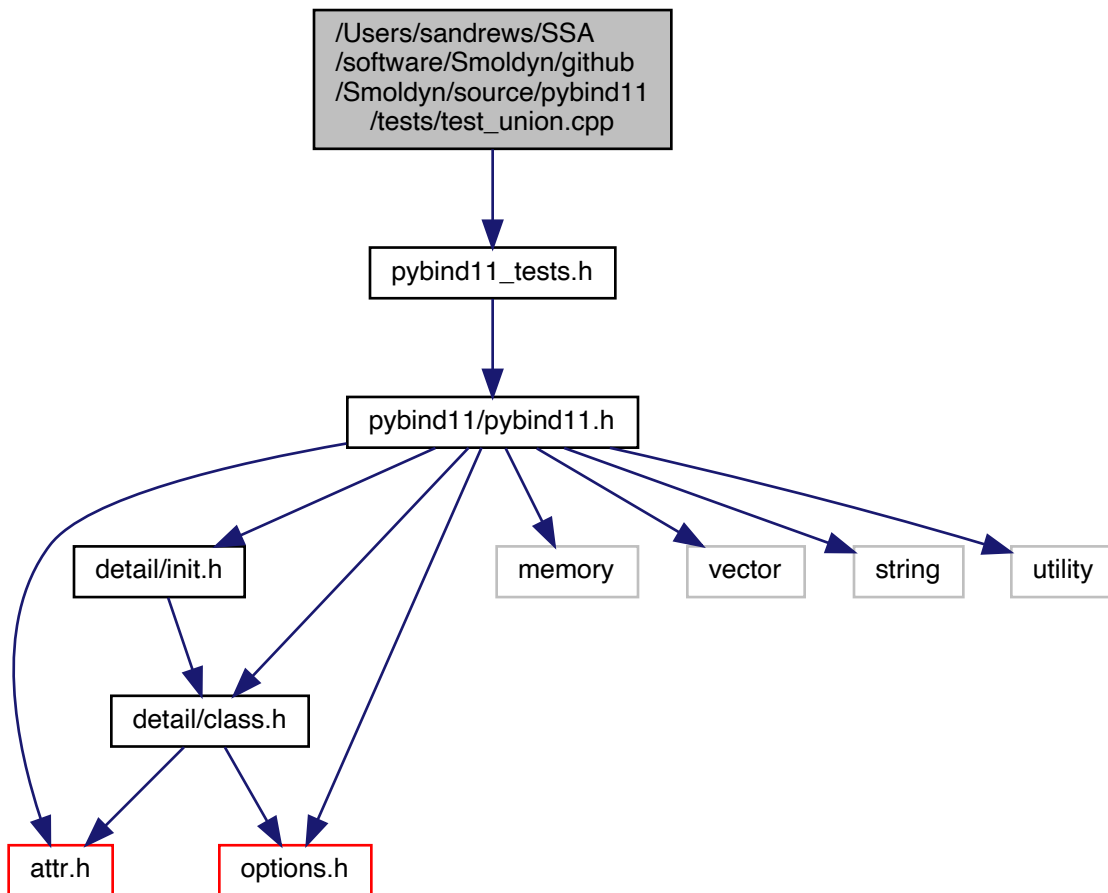 /Users/sandrews/SSA
/software/Smoldyn/github
/Smoldyn/source/pybind11
/tests/test_union.cpp
pybind11_tests.h
pybind11/pybind11.h
detail/init.h
memory
vector
string
utility
detail/class.h
attr.h
options.h